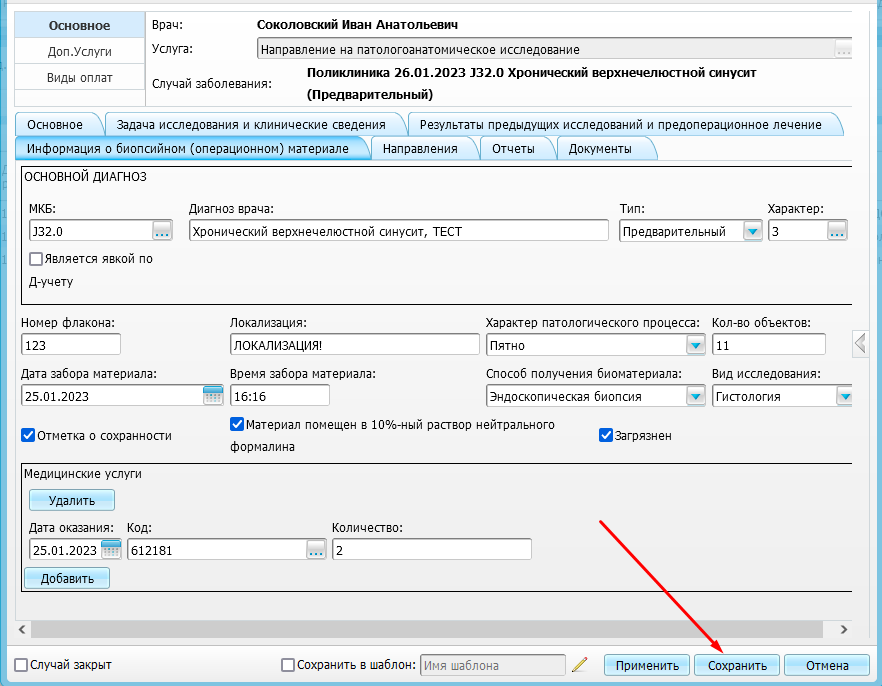 Основное
Доп.Услуги
Виды оплат
Врач: Соколовский Иван Анатольевич
Услуга: Направление на патологоанатомическое исследование ...
Случай заболевания: Поликлиника 26.01.2023 J32.0 Хронический верхнечелюстной синусит
(Предварительный)
Основное Задача исследования и клинические сведения Результаты предыдущих исследований и предоперационное лечение
Информация о биопсийном (операционном) материале Направления Отчеты Документы
ОСНОВНОЙ ДИАГНОЗ
МКБ: Диагноз врача: Тип: Характер:
J32.0 ... Хронический верхнечелюстной синусит, ТЕСТ Предварительный 3 ...
Является явкой по
Д-учету
Номер флакона: Локализация: Характер патологического процесса: Кол-во объектов:
123 ЛОКАЛИЗАЦИЯ! Пятно 11
Дата забора материала: Время забора материала: Способ получения биоматериала: Вид исследования:
25.01.2023 16:16 Эндоскопическая биопсия Гистология
Отметка о сохранности Материал помещен в 10%-ный раствор нейтрального
формалина Загрязнен
Медицинские услуги
Удалить
Дата оказания: Код: Количество:
25.01.2023 612181 ... 2
Добавить
Случай закрыт Сохранить в шаблон: Имя шаблона Применить Сохранить Отмена